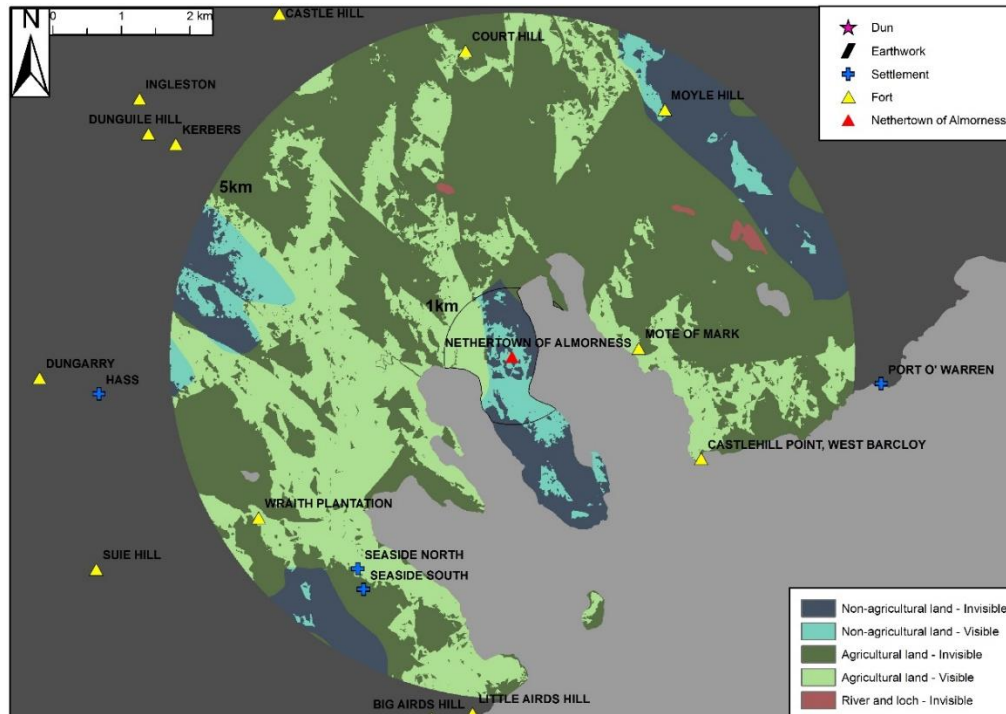 N
0
1
2 km
CASTLE HILL
COURT HILL
INGLESTON
DUNGUILE HILL
KERBERS
MOYLE HILL
5km
1km
NETHERTOWN OF ALMORNESS
MOTE OF MARK
DUNGARRY
HASS
PORT O' WARREN
CASTLEHILL POINT, WEST BARCLOY
WRAITH PLANTATION
SUIE HILL
SEASIDE NORTH
SEASIDE SOUTH
BIG AIRDS HILL
LITTLE AIRDS HILL
Dun
Earthwork
Settlement
Fort
Nethertown of Almorness
Non-agricultural land - Invisible
Non-agricultural land - Visible
Agricultural land - Invisible
Agricultural land - Visible
River and loch - Invisible